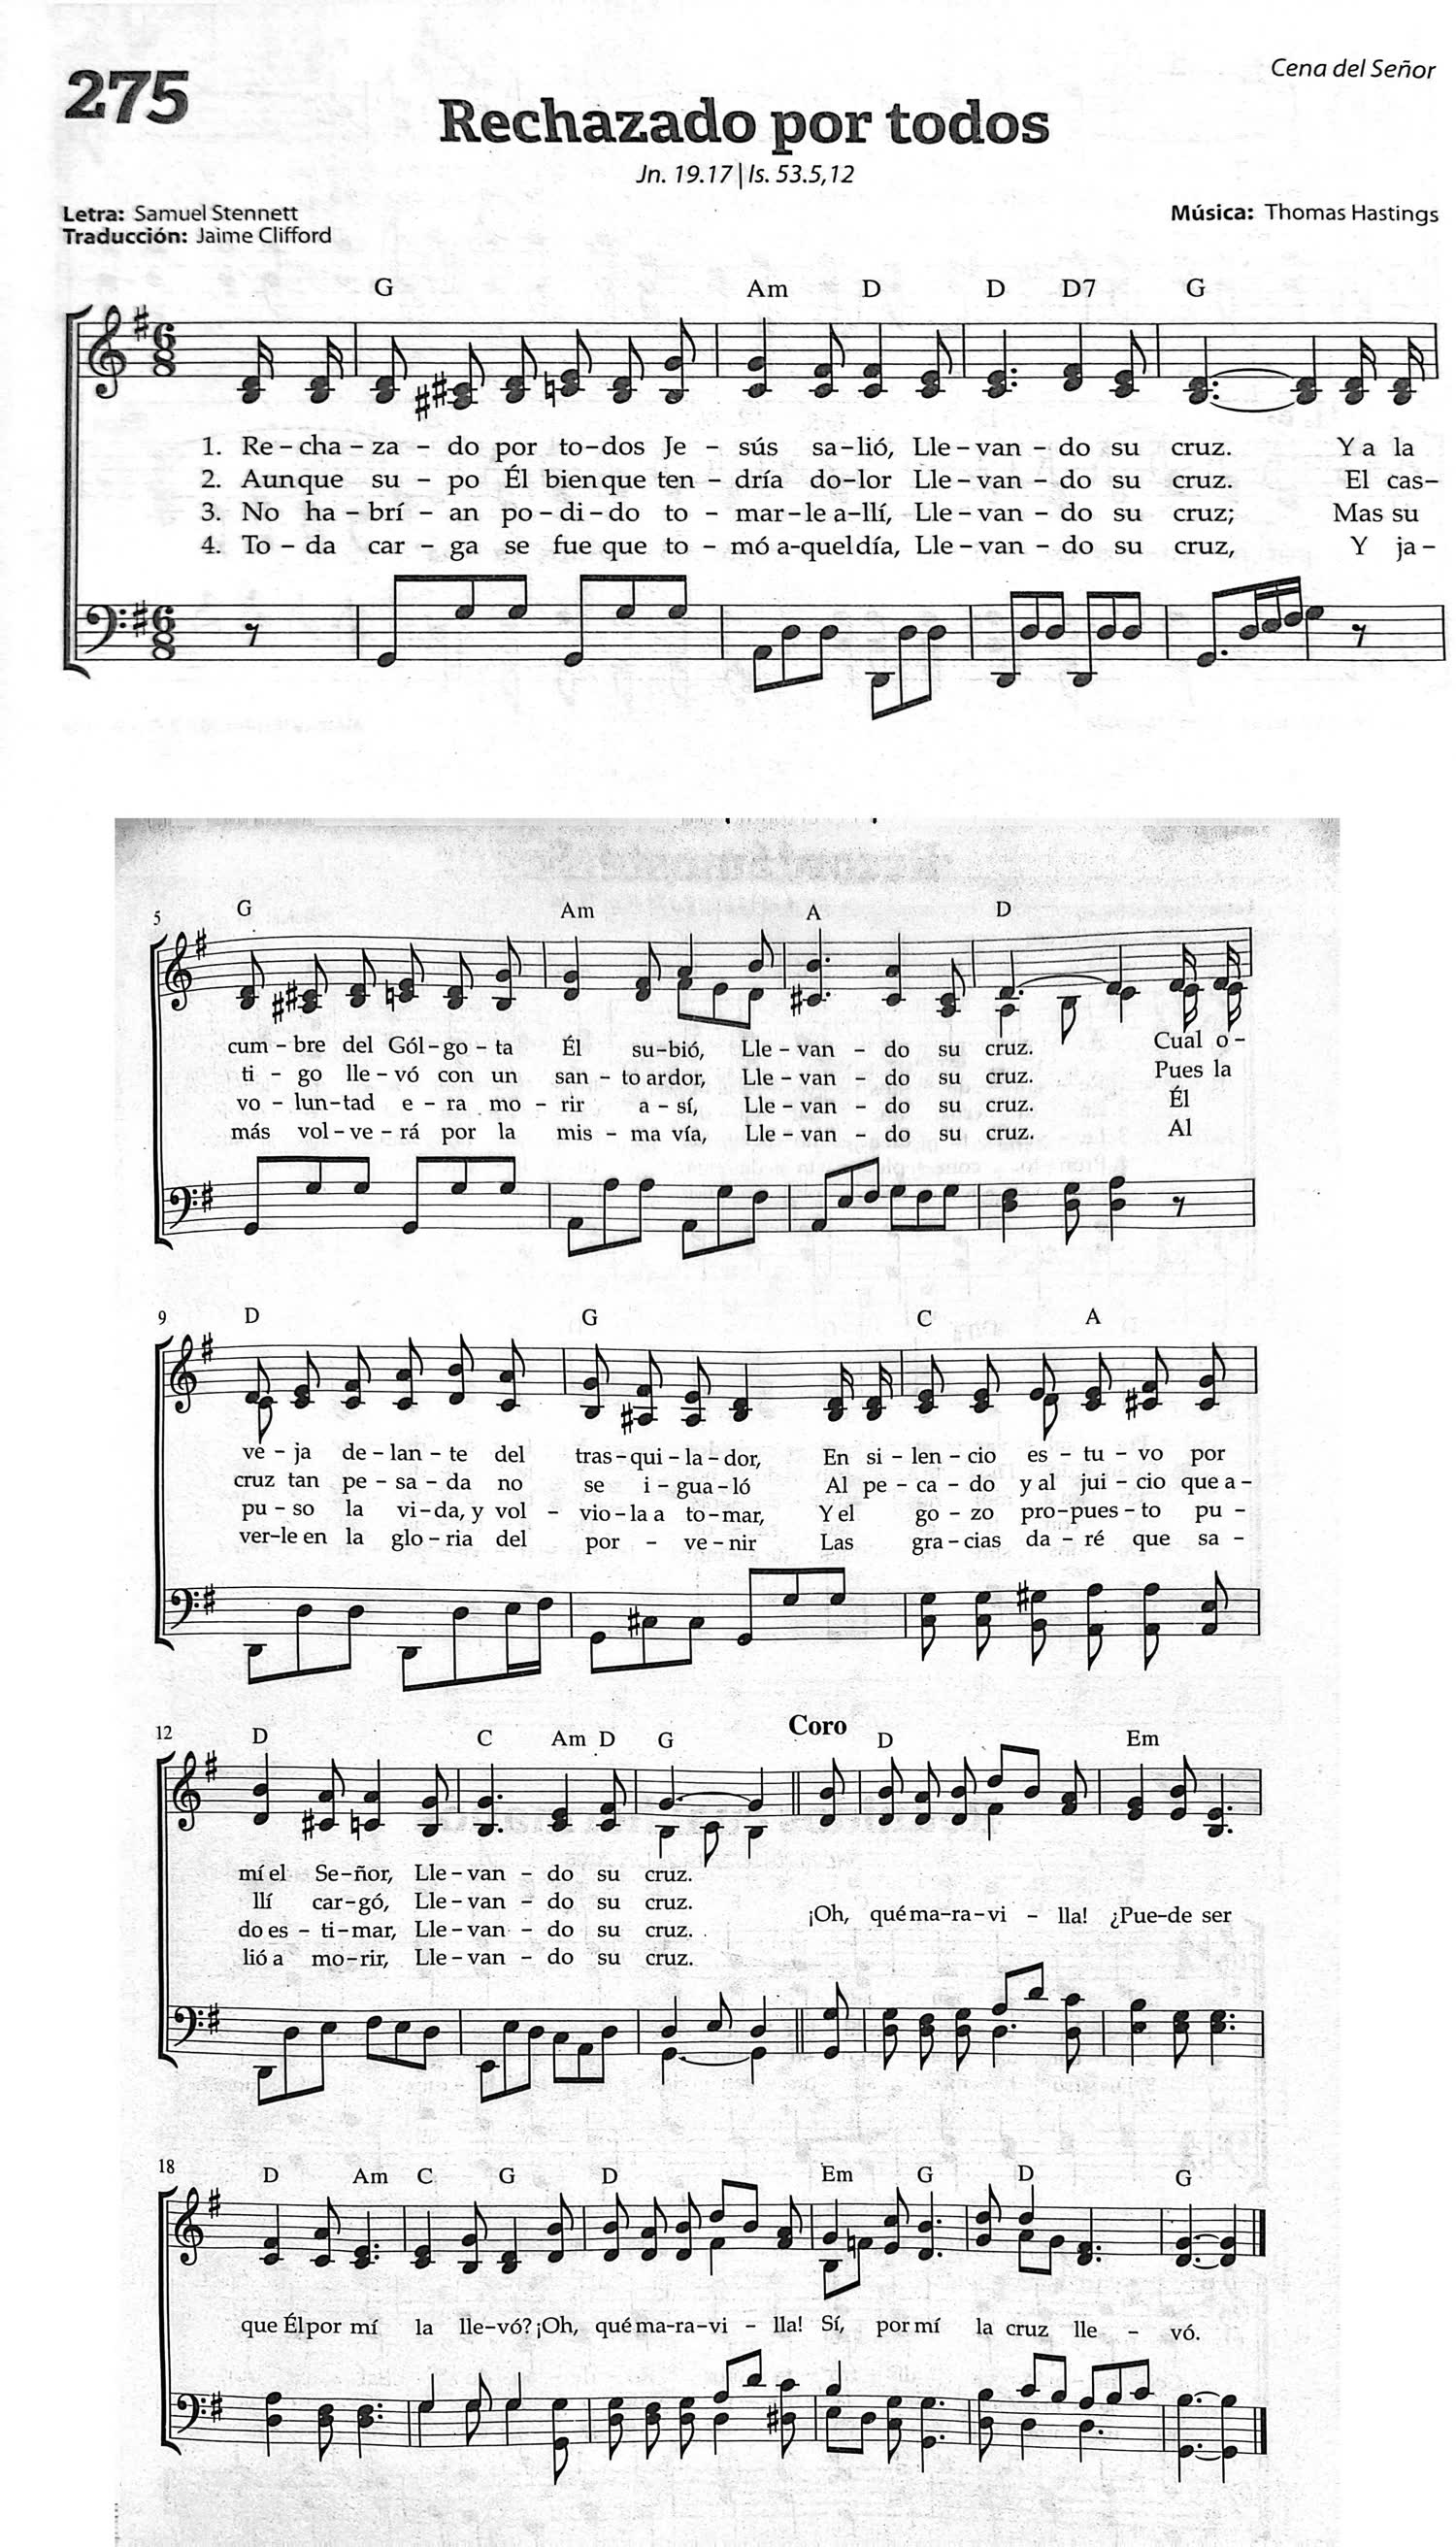 275
Cena del Señor
Rechazado por todos
Jn. 19.17 | Is. 53.5,12
Letra: Samuel Stennett
Música: Thomas Hastings
Traducción: Jaime Clifford
G Am D D D7 G
1. Re – cha – za – do por to – dos Je – sús sa – lió, Lle – van – do su cruz. Y a la
2. Aunque su – po Él bien que ten – dría do – lor Lle – van – do su cruz. El cas –
3. No ha – brí – an po – di – do to – mar – le a – llí, Lle – van – do su cruz; Mas su
4. To – da car – ga se fue que to – mó a – quel día, Lle – van – do su cruz, Y ja –
5 G Am A D
cum – bre del Gól – go – ta Él su – bió, Lle – van – do su cruz. Cual o –
ti – go lle – vó con un san – to ardor, Lle – van – do su cruz. Pues la
vo – lun – tad e – ra mo – rir a – sí, Lle – van – do su cruz. Él
más vol – ve – rá por la mis – ma vía, Lle – van – do su cruz. Al
9 D G C A
ve – ja de – lan – te del tras – qui – la – dor, En si – len – cio es – tu – vo por
cruz tan pe – sa – da no se i – gua – ló Al pe – ca – do y al jui – cio que a –
pu – so la vi – da, y vol – vio – la a to – mar, Y el go – zo pro – pues – to pu –
ver – le en la glo – ria del por – ve – nir Las gra – cias da – ré que sa –
12 D C Am D G Coro D Em
mí el Se – ñor, Lle – van – do su cruz.
llí car – gó, Lle – van – do su cruz.
¡Oh, qué ma – ra – vi – lla! ¿Pue – de ser
do es – ti – mar, Lle – van – do su cruz.
lió a mo – rir, Lle – van – do su cruz.
18 D Am C G D Em G D G
que Él por mí la lle – vó? ¡Oh, qué ma – ra – vi – lla! Sí, por mí la cruz lle – vó.